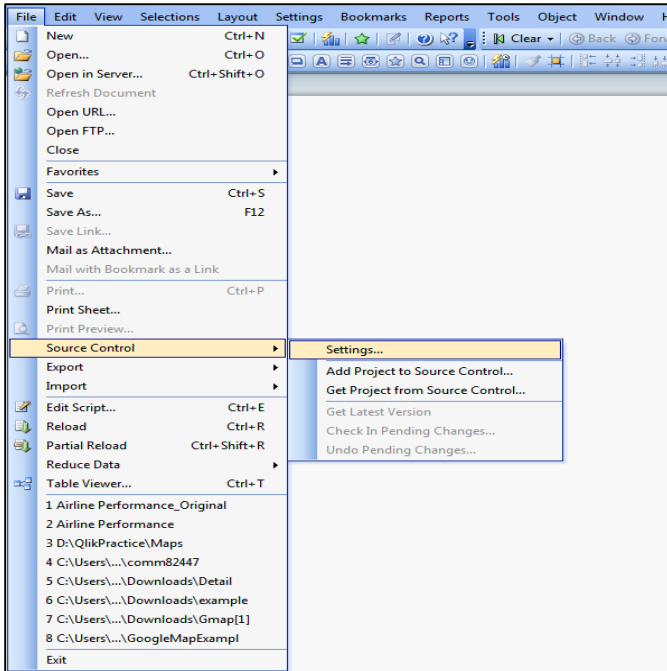 File Edit View Selections Layout Settings Bookmarks Reports Tools Object Window
New Ctrl+N
Clear Back
Open... Ctrl+O
Open in Server... Ctrl+Shift+O
Refresh Document
Open URL...
Open FTP...
Close
Favorites
Save Ctrl+S
Save As... F12
Save Link...
Mail as Attachment...
Mail with Bookmark as a Link
Print... Ctrl+P
Print Sheet...
Print Preview...
Source Control
Settings...
Export
Add Project to Source Control...
Import
Get Project from Source Control...
Edit Script... Ctrl+E
Get Latest Version
Reload Ctrl+R
Check In Pending Changes...
Partial Reload Ctrl+Shift+R
Undo Pending Changes...
Reduce Data
Table Viewer... Ctrl+T
1 Airline Performance_Original
2 Airline Performance
3 D:\QlikPractice\Maps
4 C:\Users\...\comm82447
5 C:\Users\...\Downloads\Detail
6 C:\Users\...\Downloads\example
7 C:\Users\...\Downloads\Gmap[1]
8 C:\Users\...\GoogleMapExampl
Exit